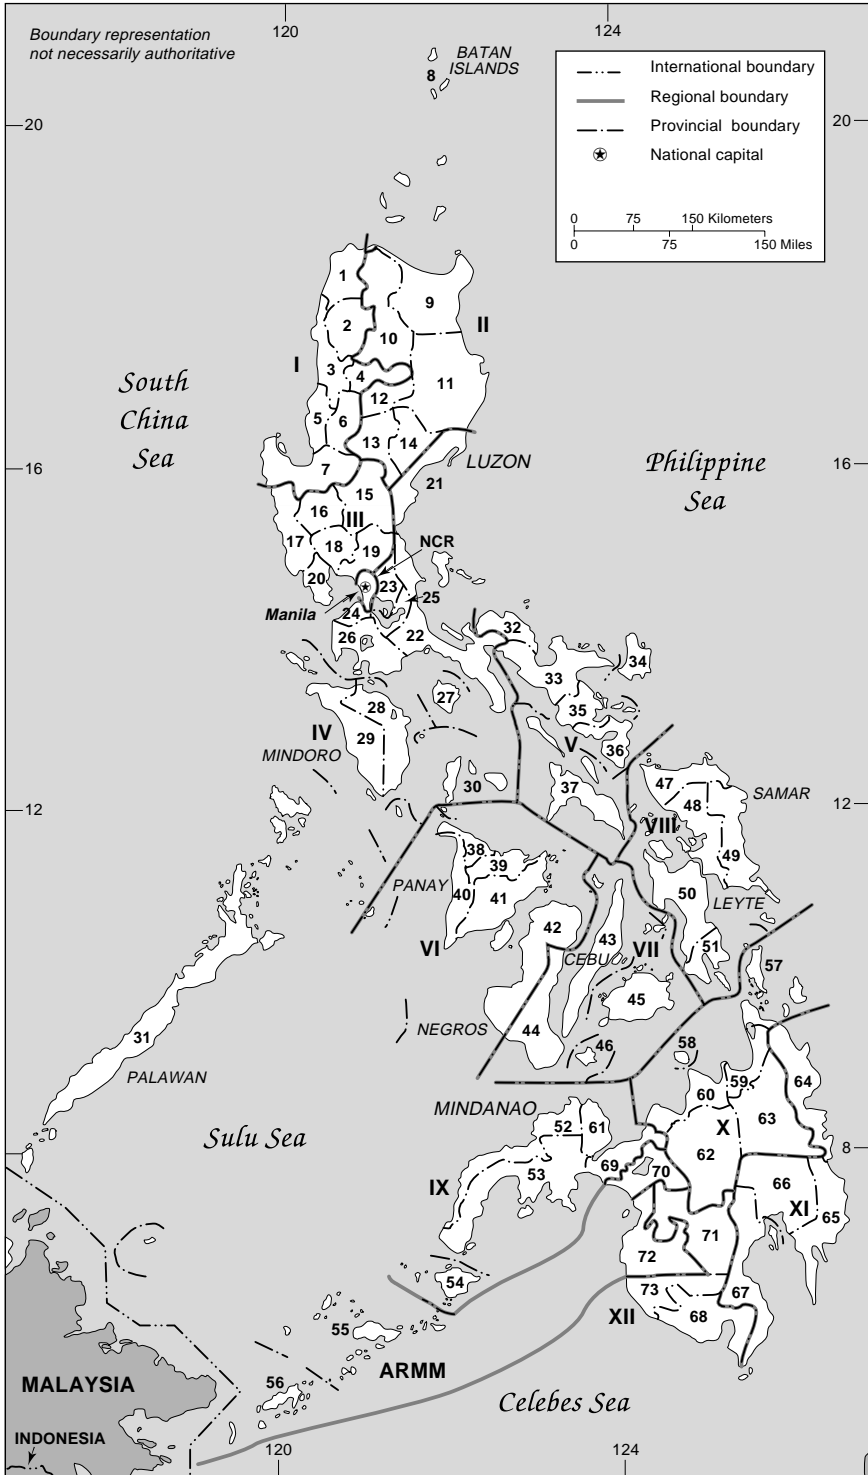 120
124
Boundary representation
not necessarily authoritative
BATAN
ISLANDS
8
International boundary
Regional boundary
Provincial boundary
National capital
0 75 150 Kilometers
0 75 150 Miles
20
20
1
9
2
10
II
I
3
4
11
12
South
China
Sea
5
6
13
14
LUZON
16
16
7
15
21
Philippine
Sea
16
III
17
18
19
NCR
20
23
25
Manila
24
26
22
32
33
34
27
28
35
IV
29
V
36
MINDORO
30
37
47
SAMAR
12
12
48
VIII
38
39
49
PANAY
40
41
50
LEYTE
42
43
51
VI
CEBU
VII
57
45
31
NEGROS
44
46
58
PALAWAN
59
64
60
MINDANAO
63
Sulu Sea
52
61
X
8
62
53
69
70
IX
66
XI
65
71
72
54
73
67
XII
68
55
ARMM
56
MALAYSIA
Celebes Sea
INDONESIA
120
124